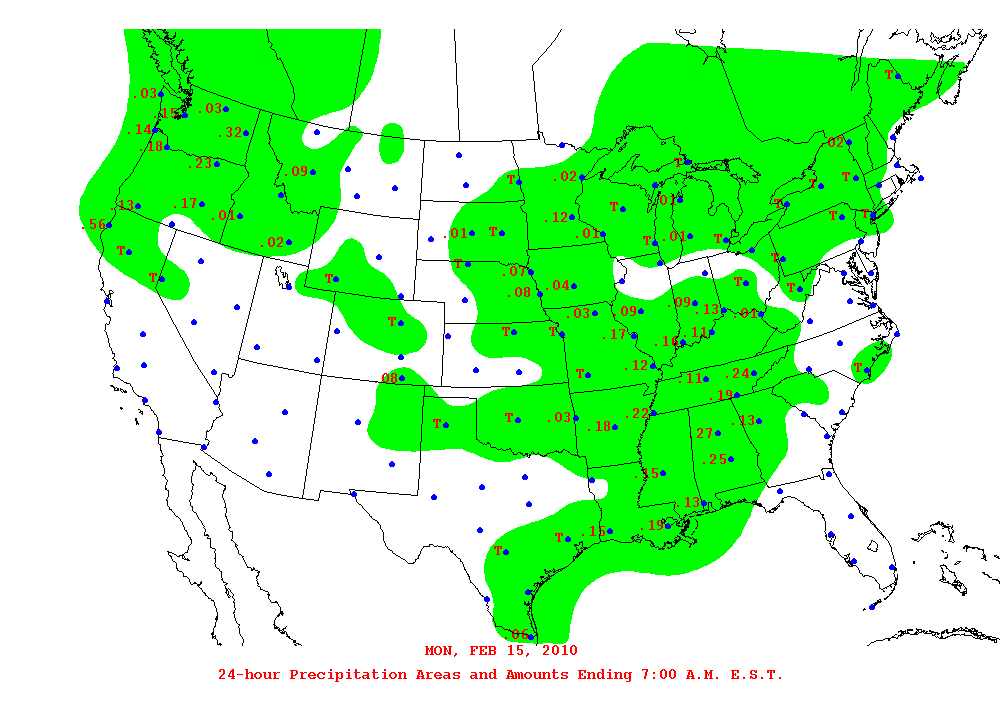 T
.03
.15 .03
.14 .32
.18 .02
.23 T
.09 T .02 T T
.13 .17 .01 T T
.56 .01 .12 T T
T .02 .01 T .01 T .01 T
T T T .07 T T
.08 .04 .09 .13 .01
T .03 .09
T T .17 .16 .11
.08 T .12 .11 .24 T
.19
T T .03 .18 .22 .13
.27
.15 .25
.13
T T .15 .19
.06
MON, FEB 15, 2010
24-hour Precipitation Areas and Amounts Ending 7:00 A.M. E.S.T.